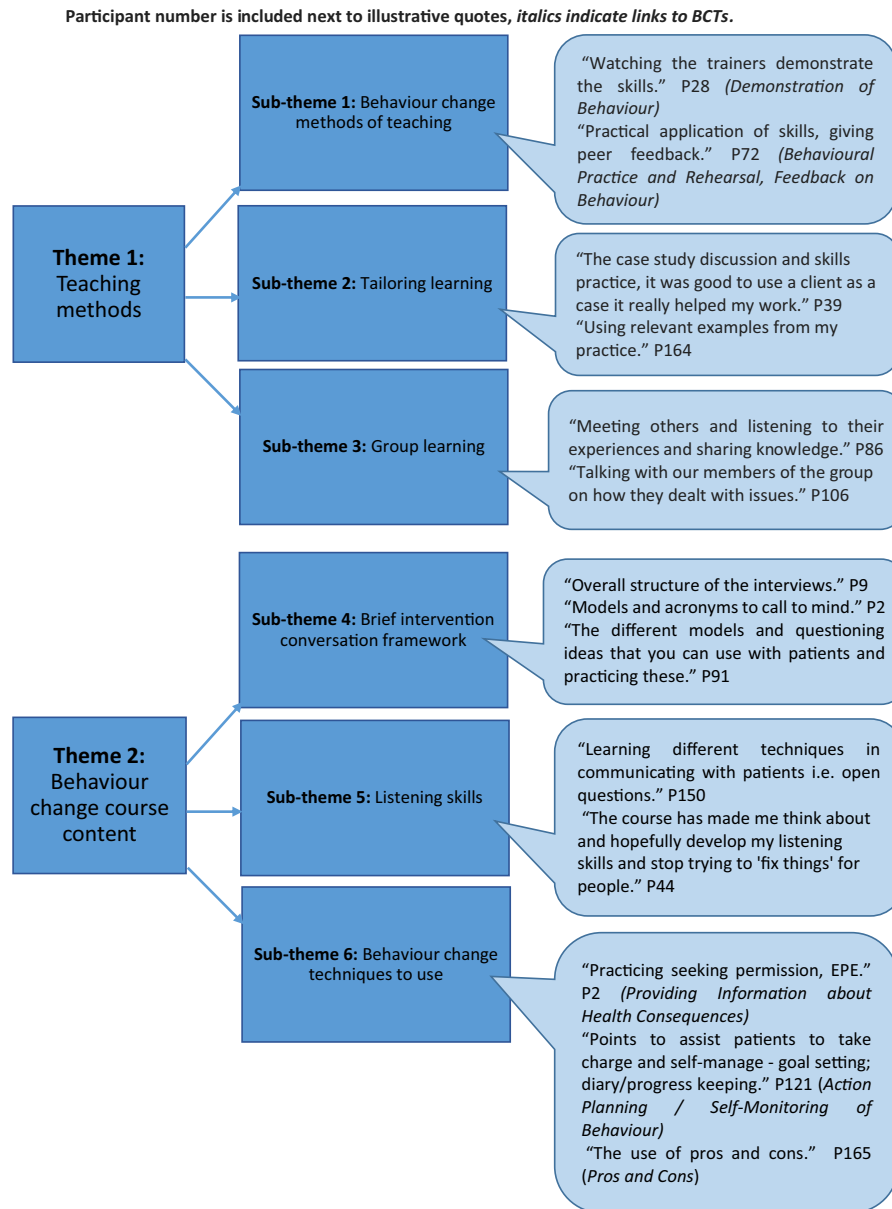 Participant number is included next to illustrative quotes, italics indicate links to BCTs.
Theme 1:
Teaching
methods
Sub-theme 1: Behaviour change
methods of teaching
“Watching the trainers demonstrate
the skills.” P28 (Demonstration of
Behaviour)
“Practical application of skills, giving
peer feedback.” P72 (Behavioural
Practice and Rehearsal, Feedback on
Behaviour)
Sub-theme 2: Tailoring learning
“The case study discussion and skills
practice, it was good to use a client as a
case it really helped my work.” P39
“Using relevant examples from my
practice.” P164
Sub-theme 3: Group learning
“Meeting others and listening to their
experiences and sharing knowledge.” P86
“Talking with our members of the group
on how they dealt with issues.” P106
Theme 2:
Behaviour
change course
content
Sub-theme 4: Brief intervention
conversation framework
“Overall structure of the interviews.” P9
“Models and acronyms to call to mind.” P2
“The different models and questioning
ideas that you can use with patients and
practicing these.” P91
Sub-theme 5: Listening skills
“Learning different techniques in
communicating with patients i.e. open
questions.” P150
“The course has made me think about
and hopefully develop my listening
skills and stop trying to 'fix things' for
people.” P44
Sub-theme 6: Behaviour change
techniques to use
“Practicing seeking permission, EPE.”
P2 (Providing Information about
Health Consequences)
“Points to assist patients to take
charge and self-manage - goal setting;
diary/progress keeping.” P121 (Action
Planning / Self-Monitoring of
Behaviour)
“The use of pros and cons.” P165
(Pros and Cons)